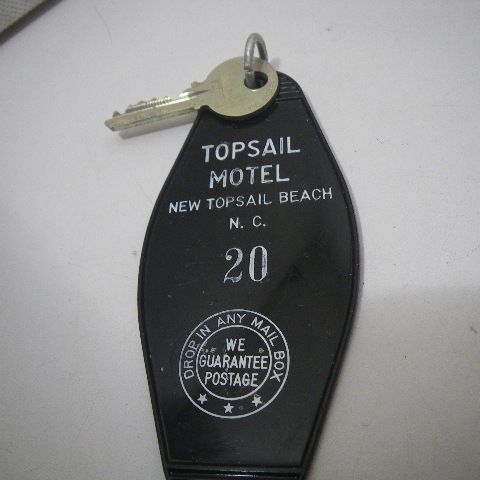 TOPSAIL
MOTEL
NEW TOPSAIL BEACH
N. C.
20
DROP IN ANY MAIL BOX
WE
GUARANTEE
POSTAGE